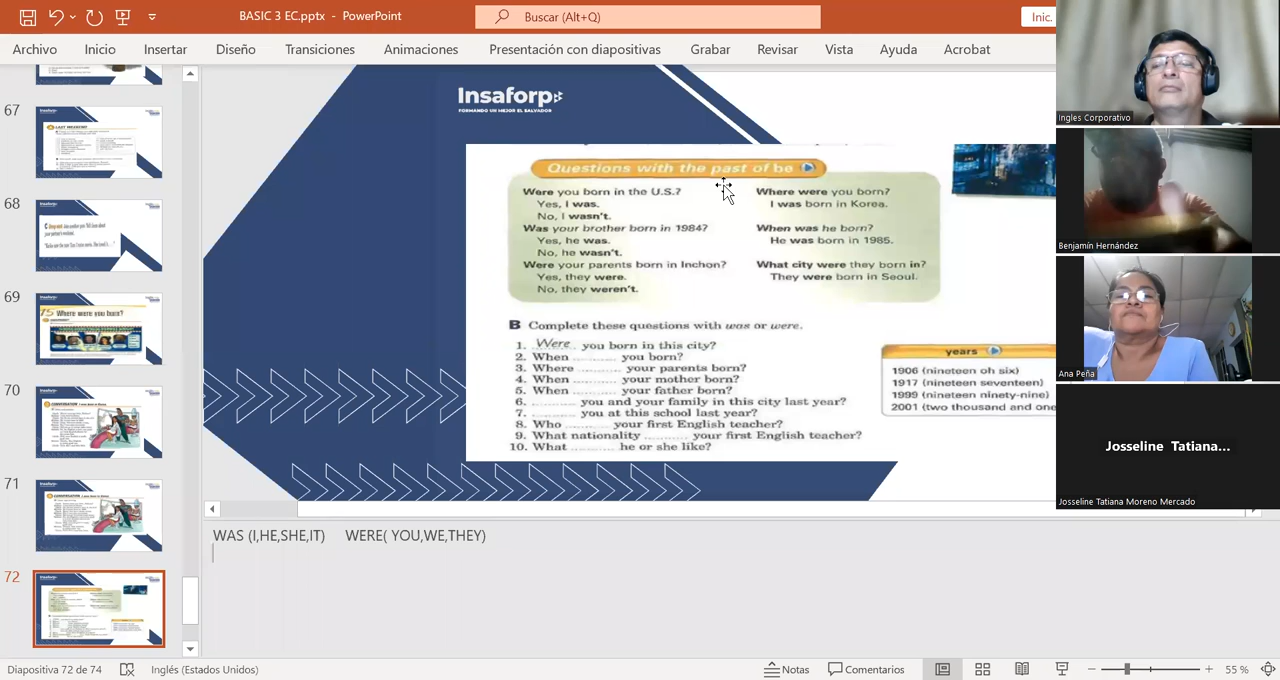 BASIC 3 EC.pptx - PowerPoint
Buscar (Alt+Q)
Inic.
Archivo Inicio Insertar Diseño Transiciones Animaciones Presentación con diapositivas Grabar Revisar Vista Ayuda Acrobat
67
68
69
Where were you born?
70
71
72
Insaforp
FORMANDO UN MEJOR EL SALVADOR
Questions with the past of be
Were you born in the U.S.?
Yes, I was.
No, I wasn't.
Was your brother born in 1984?
Yes, he was.
No, he wasn't.
Were your parents born in Inchon?
Yes, they were.
No, they weren't.
Where were you born?
I was born in Korea.
When was he born?
He was born in 1985.
What city were they born in?
They were born in Seoul.
B Complete these questions with was or were.
1. Were you born in this city?
2. When ......... you born?
3. Where ......... your parents born?
4. When ......... your mother born?
5. When ......... your father born?
6. ......... you and your family in this city last year?
7. ......... you at this school last year?
8. Who ......... your first English teacher?
9. What nationality ......... your first English teacher?
10. What ......... he or she like?
years
1906 (nineteen oh six)
1917 (nineteen seventeen)
1999 (nineteen ninety-nine)
2001 (two thousand and one
WAS (I,HE,SHE,IT) WERE( YOU,WE,THEY)
Ingles Corporativo
Benjamín Hernández
Ana Peña
Josseline Tatiana...
Josseline Tatiana Moreno Mercado
Diapositiva 72 de 74 Inglés (Estados Unidos) Notas Comentarios 55 %